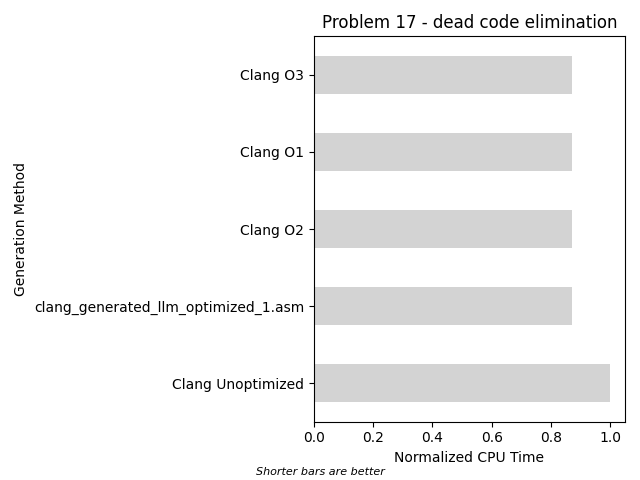 Problem 17 - dead code elimination
Clang O3
Clang O1
Clang O2
clang_generated_llm_optimized_1.asm
Clang Unoptimized
Generation Method
0.0 0.2 0.4 0.6 0.8 1.0
Normalized CPU Time
Shorter bars are better